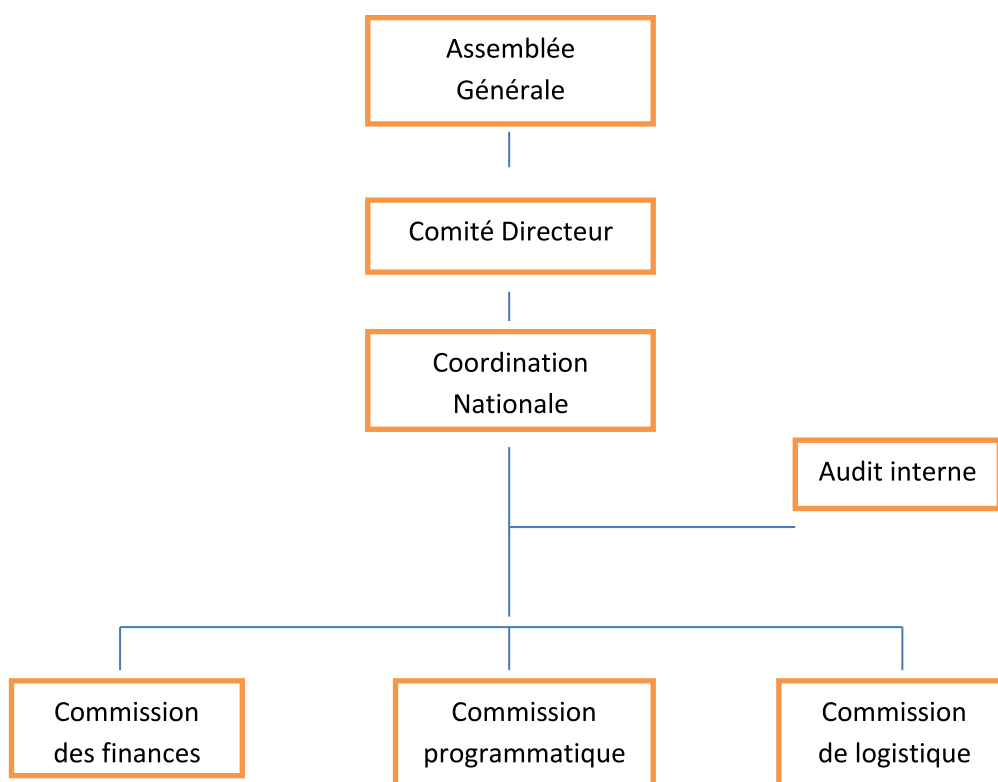 Assemblée
Générale
Comité Directeur
Coordination
Nationale
Audit interne
Commission
des finances
Commission
programmatique
Commission
de logistique